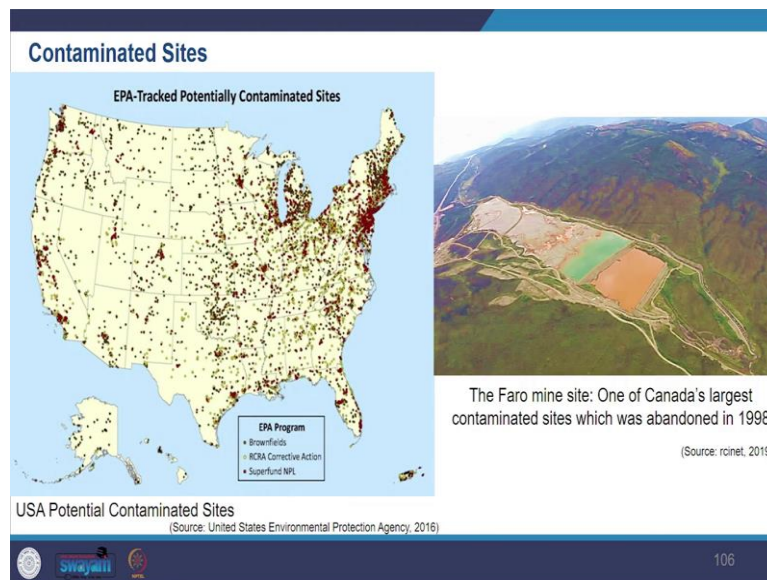 Contaminated Sites
EPA-Tracked Potentially Contaminated Sites
EPA Program
Brownfields
RCRA Corrective Action
Superfund NPL
USA Potential Contaminated Sites
(Source: United States Environmental Protection Agency, 2016)
The Faro mine site: One of Canada's largest
contaminated sites which was abandoned in 1998
(Source: rcinet, 2019
swayam
106